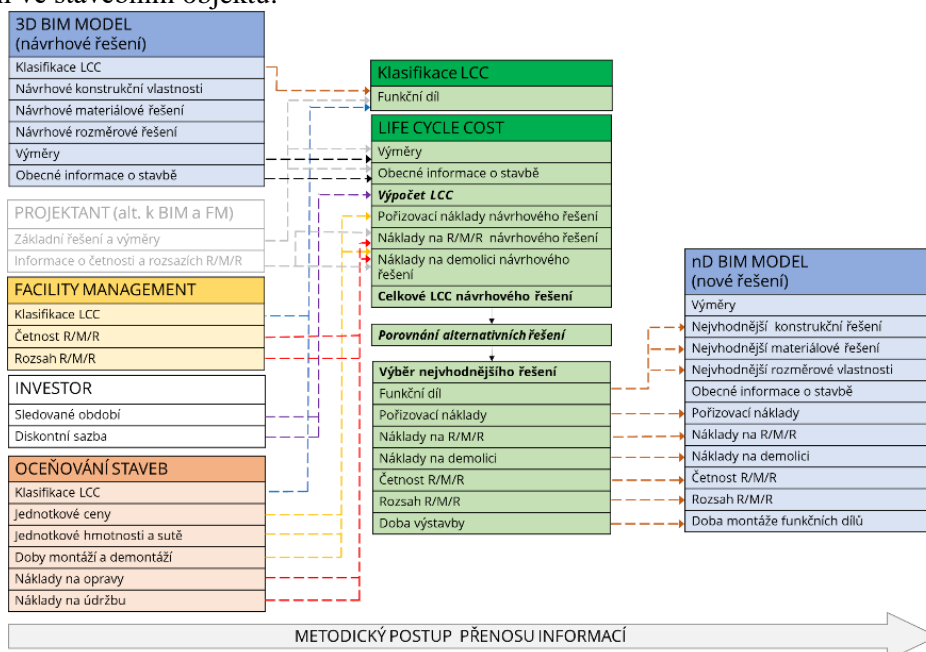 ve stavebním objektu.
3D BIM MODEL
(návrhové řešení)
Klasifikace LCC
Návrhové konstrukční vlastnosti
Návrhové materiálové řešení
Návrhové rozměrové řešení
Výměry
Obecné informace o stavbě
PROJEKTANT (alt. k BIM a FM)
Základní řešení a výměry
Informace o četnosti a rozsazích R/M/R
FACILITY MANAGEMENT
Klasifikace LCC
Četnost R/M/R
Rozsah R/M/R
INVESTOR
Sledované období
Diskontní sazba
OCEŇOVÁNÍ STAVEB
Klasifikace LCC
Jednotkové ceny
Jednotkové hmotnosti a sutě
Doby montáží a demontáží
Náklady na opravy
Náklady na údržbu
Klasifikace LCC
Funkční díl
LIFE CYCLE COST
Výměry
Obecné informace o stavbě
Výpočet LCC
Pořizovací náklady návrhového řešení
Náklady na R/M/R návrhového řešení
Náklady na demolici návrhového
řešení
Celkové LCC návrhového řešení
Porovnání alternativních řešení
Výběr nejvhodnějšího řešení
Funkční díl
Pořizovací náklady
Náklady na R/M/R
Náklady na demolici
Četnost R/M/R
Rozsah R/M/R
Doba výstavby
nD BIM MODEL
(nové řešení)
Výměry
Nejvhodnější konstrukční řešení
Nejvhodnější materiálové řešení
Nejvhodnější rozměrové vlastnosti
Obecné informace o stavbě
Pořizovací náklady
Náklady na R/M/R
Náklady na demolici
Četnost R/M/R
Rozsah R/M/R
Doba montáže funkčních dílů
METODICKÝ POSTUP PŘENOSU INFORMACÍ